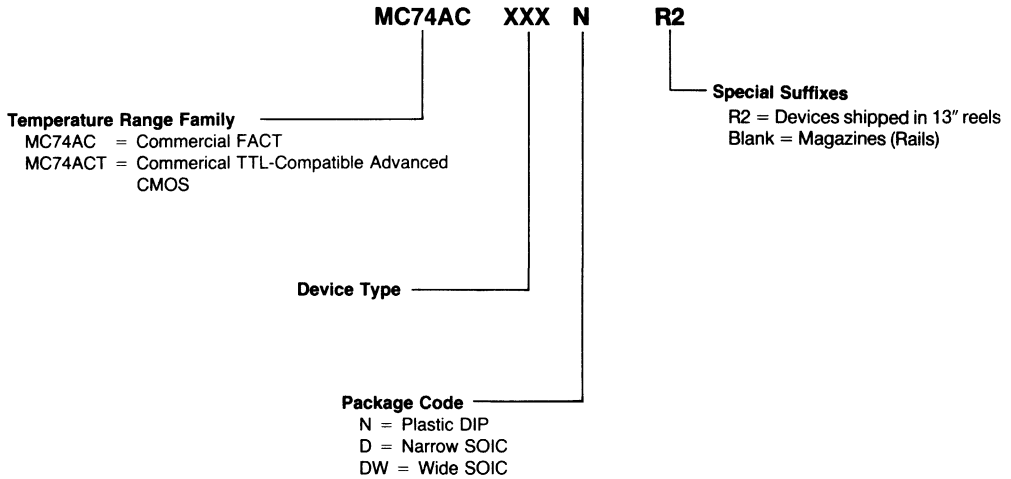 MC74AC XXX N R2
Special Suffixes
R2 = Devices shipped in 13" reels
Blank = Magazines (Rails)
Temperature Range Family
MC74AC = Commercial FACT
MC74ACT = Commerical TTL-Compatible Advanced
CMOS
Device Type
Package Code
N = Plastic DIP
D = Narrow SOIC
DW = Wide SOIC